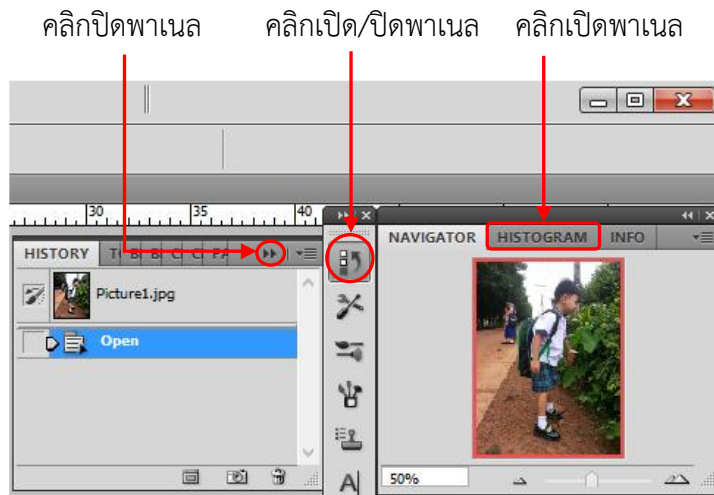 คลิกปิดพาเนล คลิกเปิด/ปิดพาเนล คลิกเปิดพาเนล
30 35 40
HISTORY
NAVIGATOR HISTOGRAM INFO
Picture1.jpg
Open
50%
A